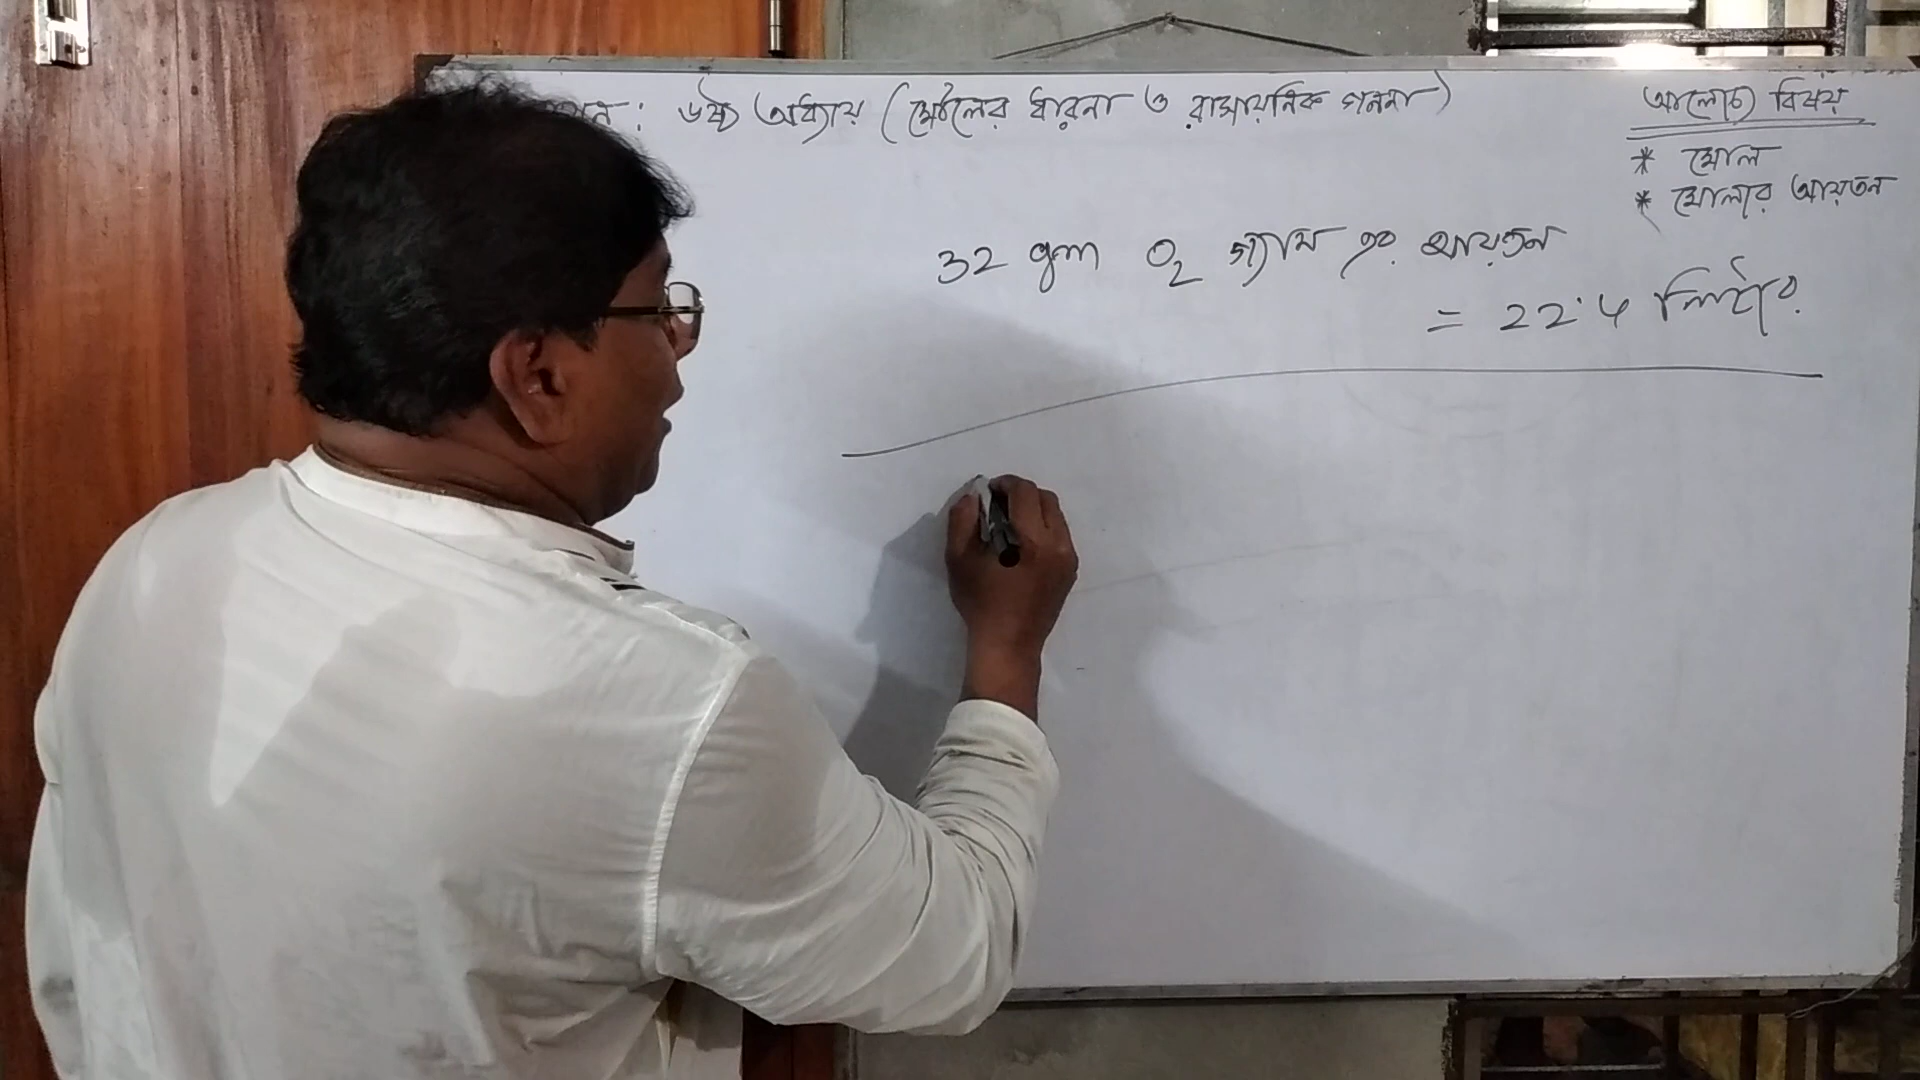 : ৬ষ্ঠ অধ্যায় (মৌলের ধারনা ও রাসায়নিক গননা)
আলোচ্য বিষয়
* মোল
* মোলার আয়তন
32 gm O₂ গ্যাস এর আয়তন
= 22.4 লিটার